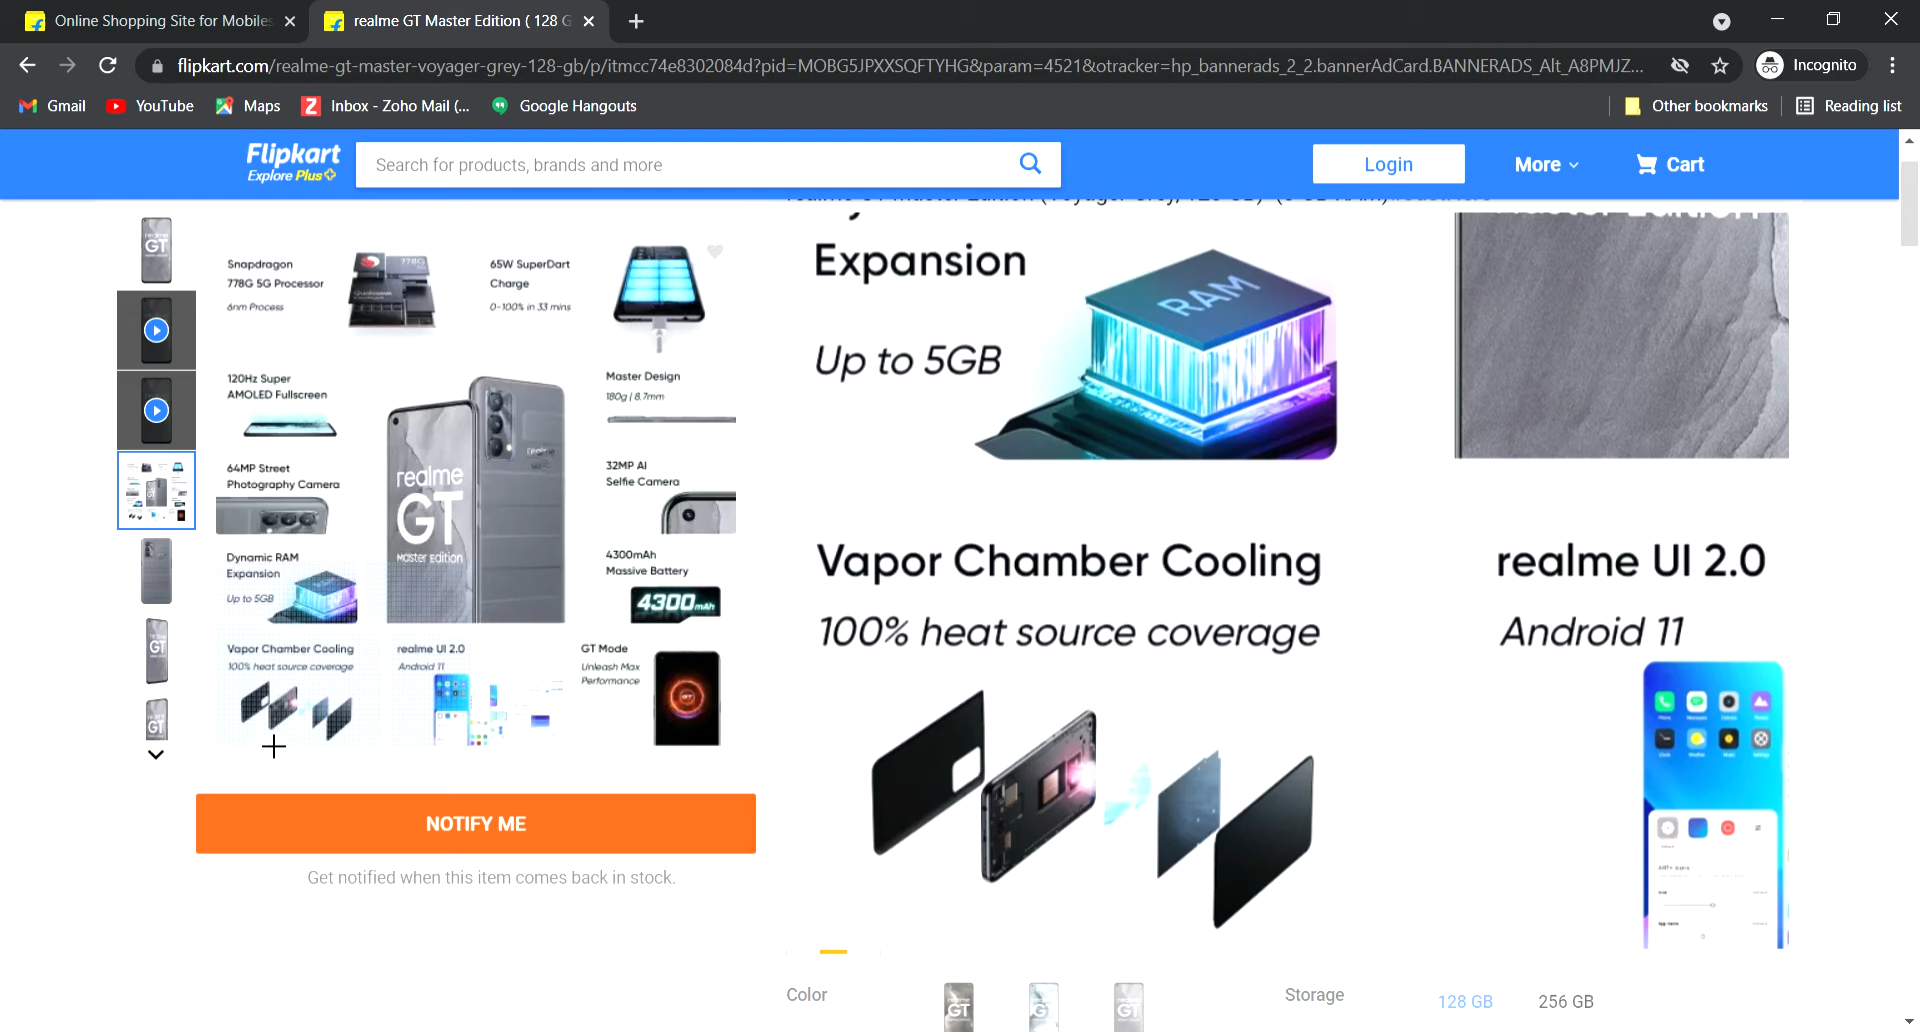 Online Shopping Site for Mobiles
realme GT Master Edition ( 128 G
flipkart.com/realme-gt-master-voyager-grey-128-gb/p/itmcc74e8302084d?pid=MOBG5JPXXSQFTYHG&param=4521&otracker=hp_bannerads_2_2.bannerAdCard.BANNERADS_Alt_A8PMJZ...
Incognito
Gmail
YouTube
Maps
Inbox - Zoho Mail (...
Google Hangouts
Other bookmarks
Reading list
Flipkart
Explore Plus
Search for products, brands and more
Login
More
Cart
Snapdragon
778G 5G Processor
6nm Process
778G
65W SuperDart
Charge
0-100% in 33 mins
120Hz Super
AMOLED Fullscreen
Master Design
180g | 8.7mm
64MP Street
Photography Camera
32MP AI
Selfie Camera
realme
GT
Master Edition
Dynamic RAM
Expansion
Up to 5GB
4300mAh
Massive Battery
4300 mAh
Vapor Chamber Cooling
100% heat source coverage
realme UI 2.0
Android 11
GT Mode
Unleash Max
Performance
GT
NOTIFY ME
Get notified when this item comes back in stock.
Expansion
Up to 5GB
RAM
Vapor Chamber Cooling
100% heat source coverage
realme UI 2.0
Android 11
Color
GT
GT
GT
Storage
128 GB
256 GB